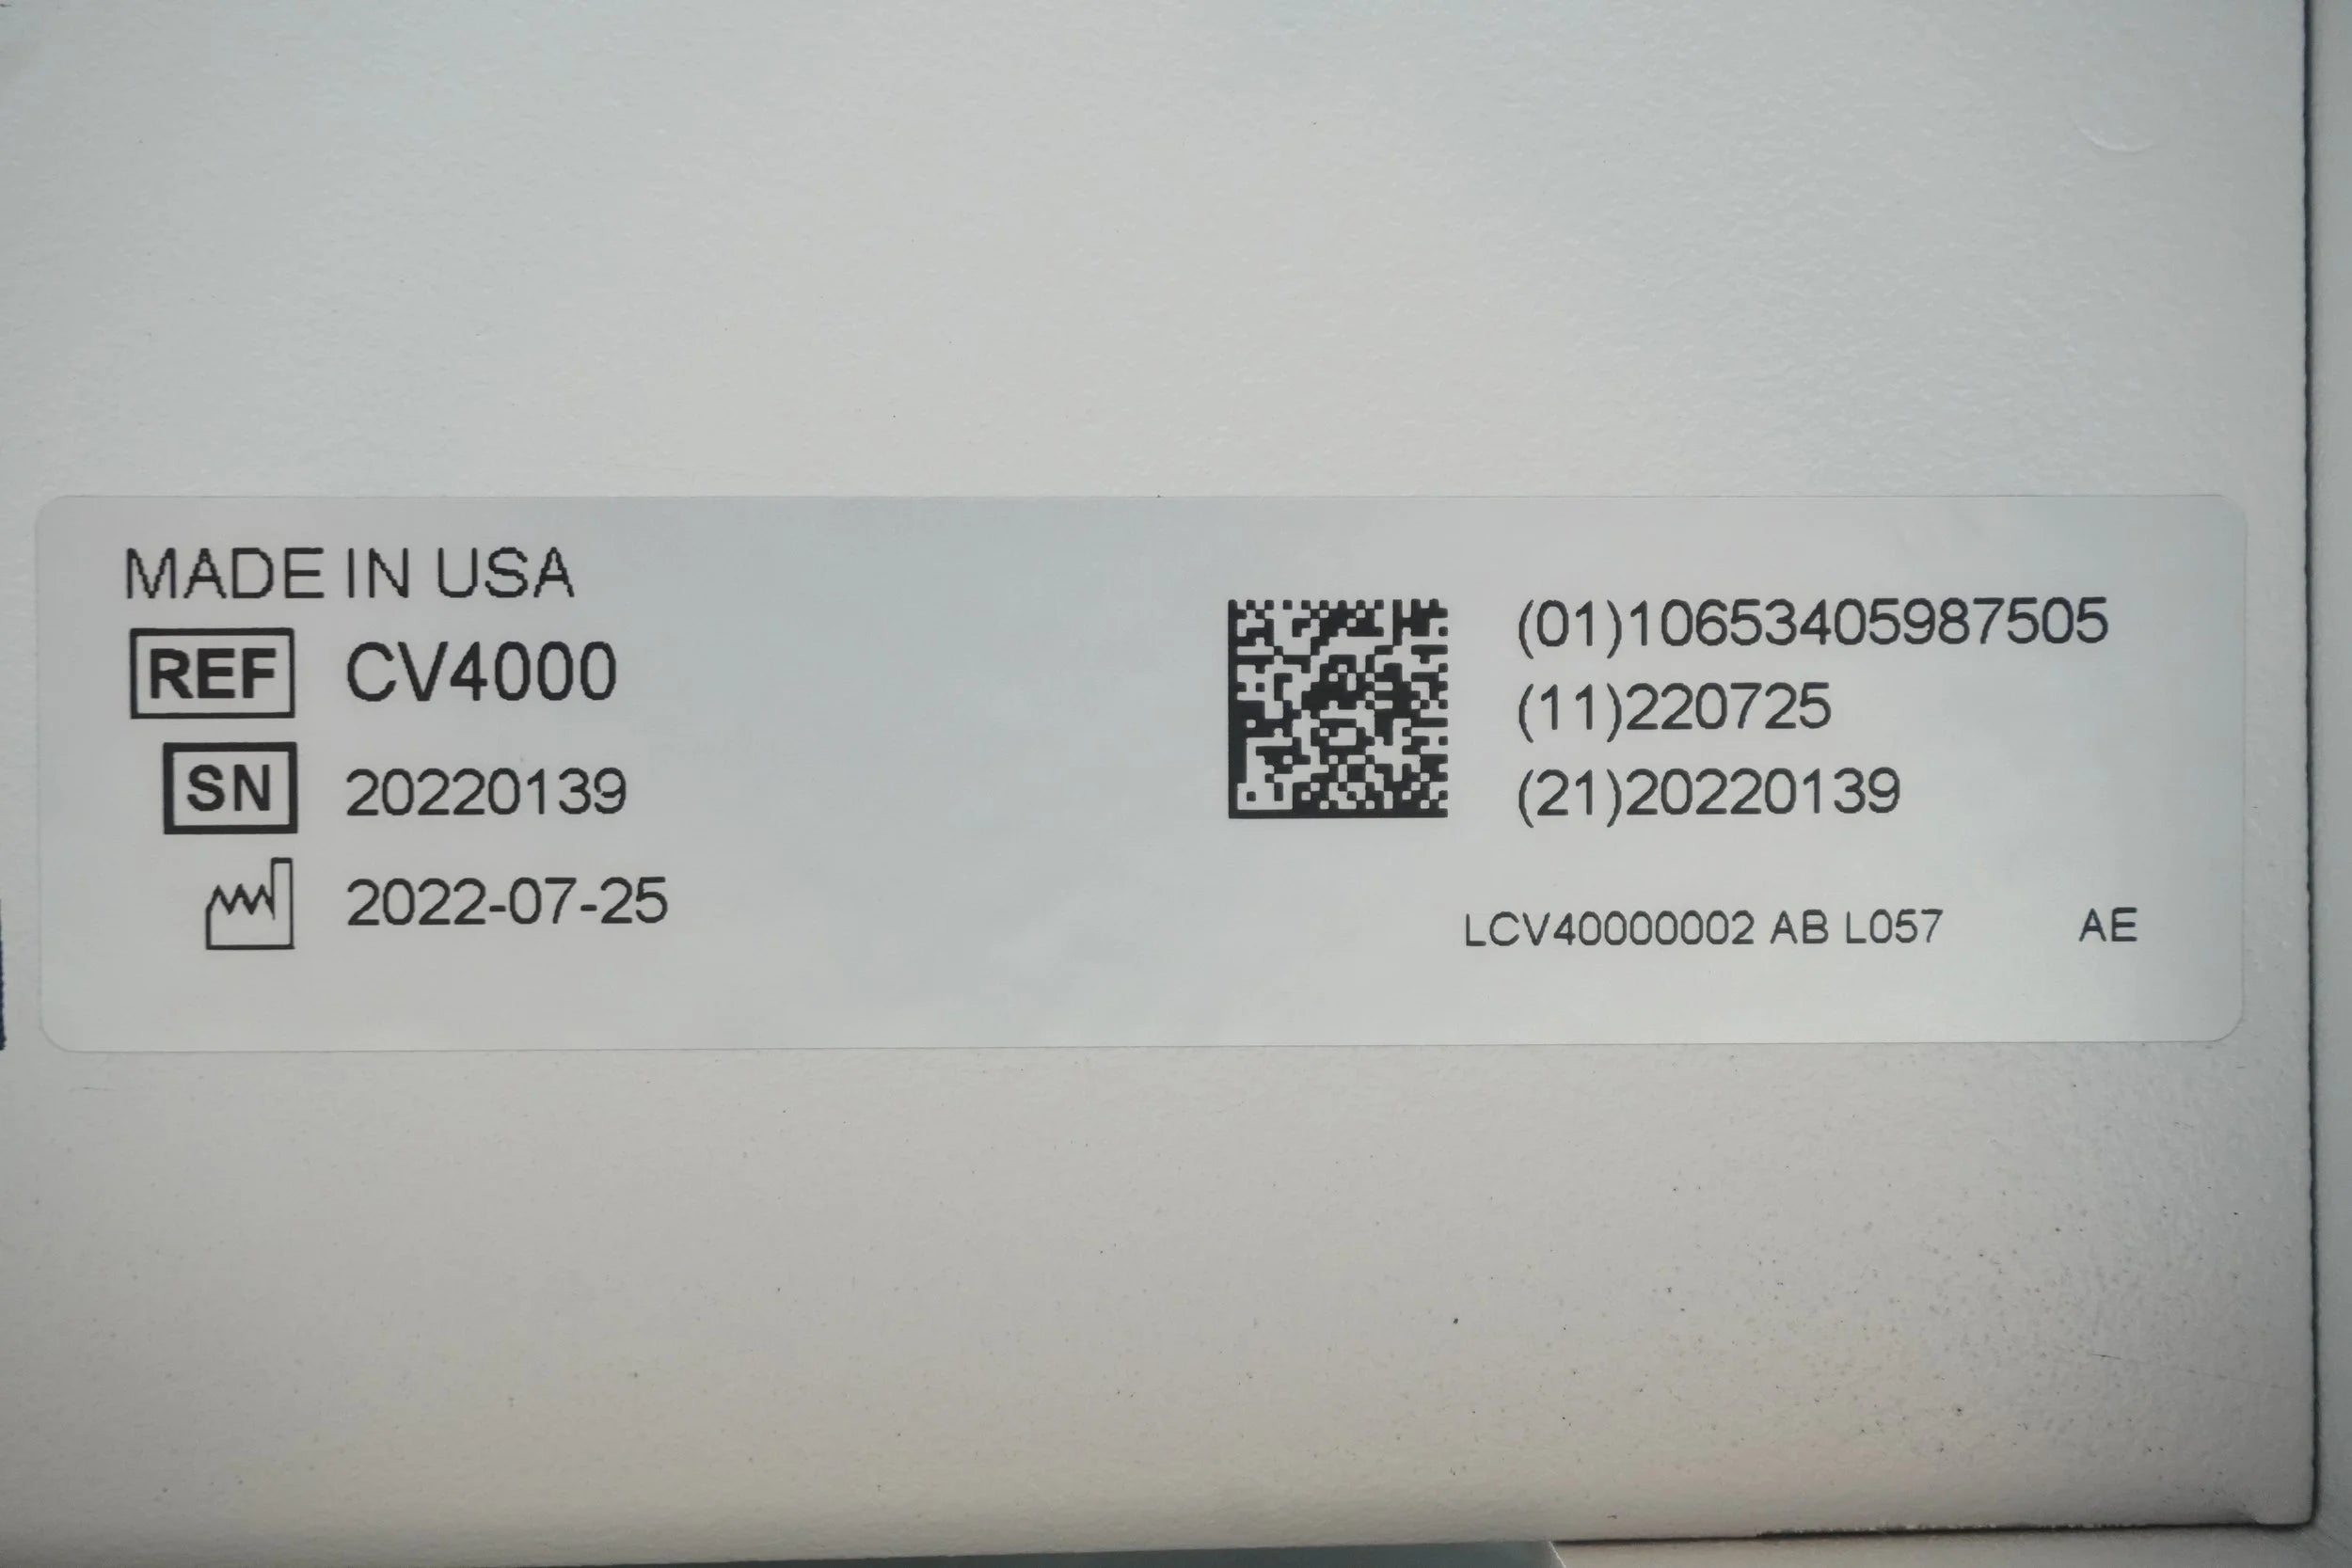 MADE IN USA
REF CV4000
SN 20220139
2022-07-25
(01)10653405987505
(11)220725
(21)20220139
LCV40000002 AB L057 AE